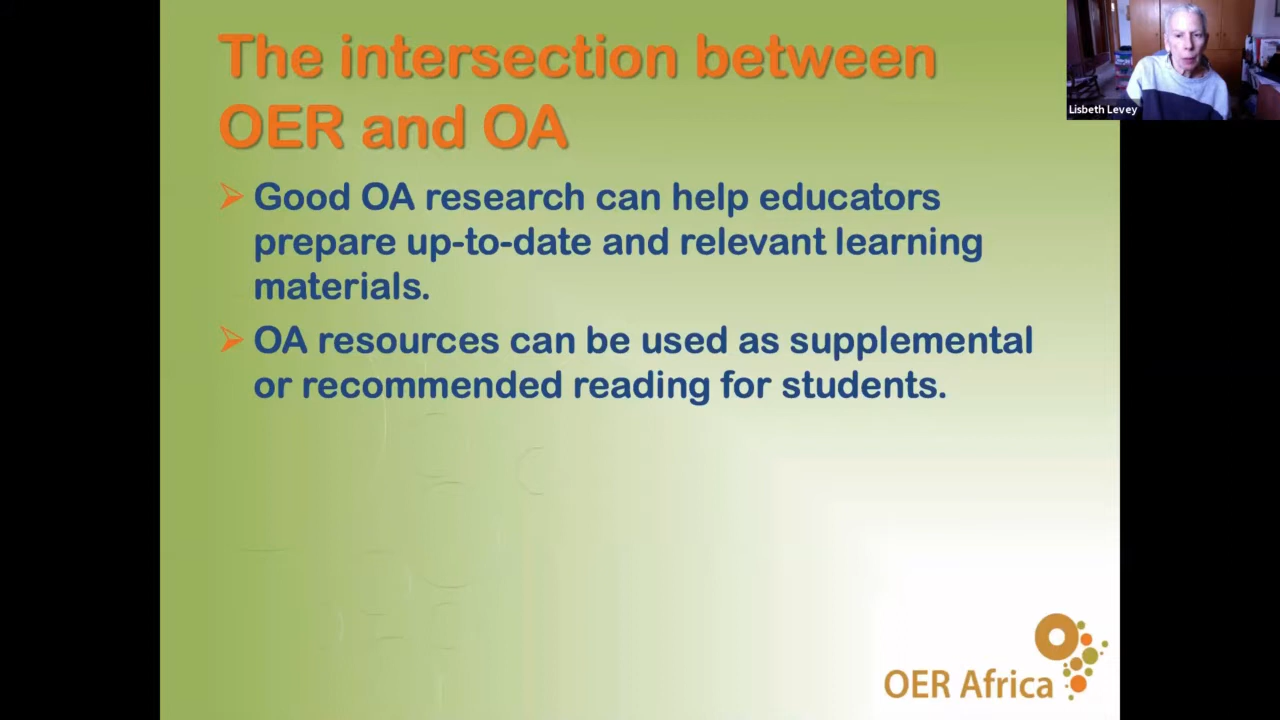 The intersection between
OER and OA
Lisbeth Levey
Good OA research can help educators
prepare up-to-date and relevant learning
materials.
OA resources can be used as supplemental
or recommended reading for students.
OER Africa